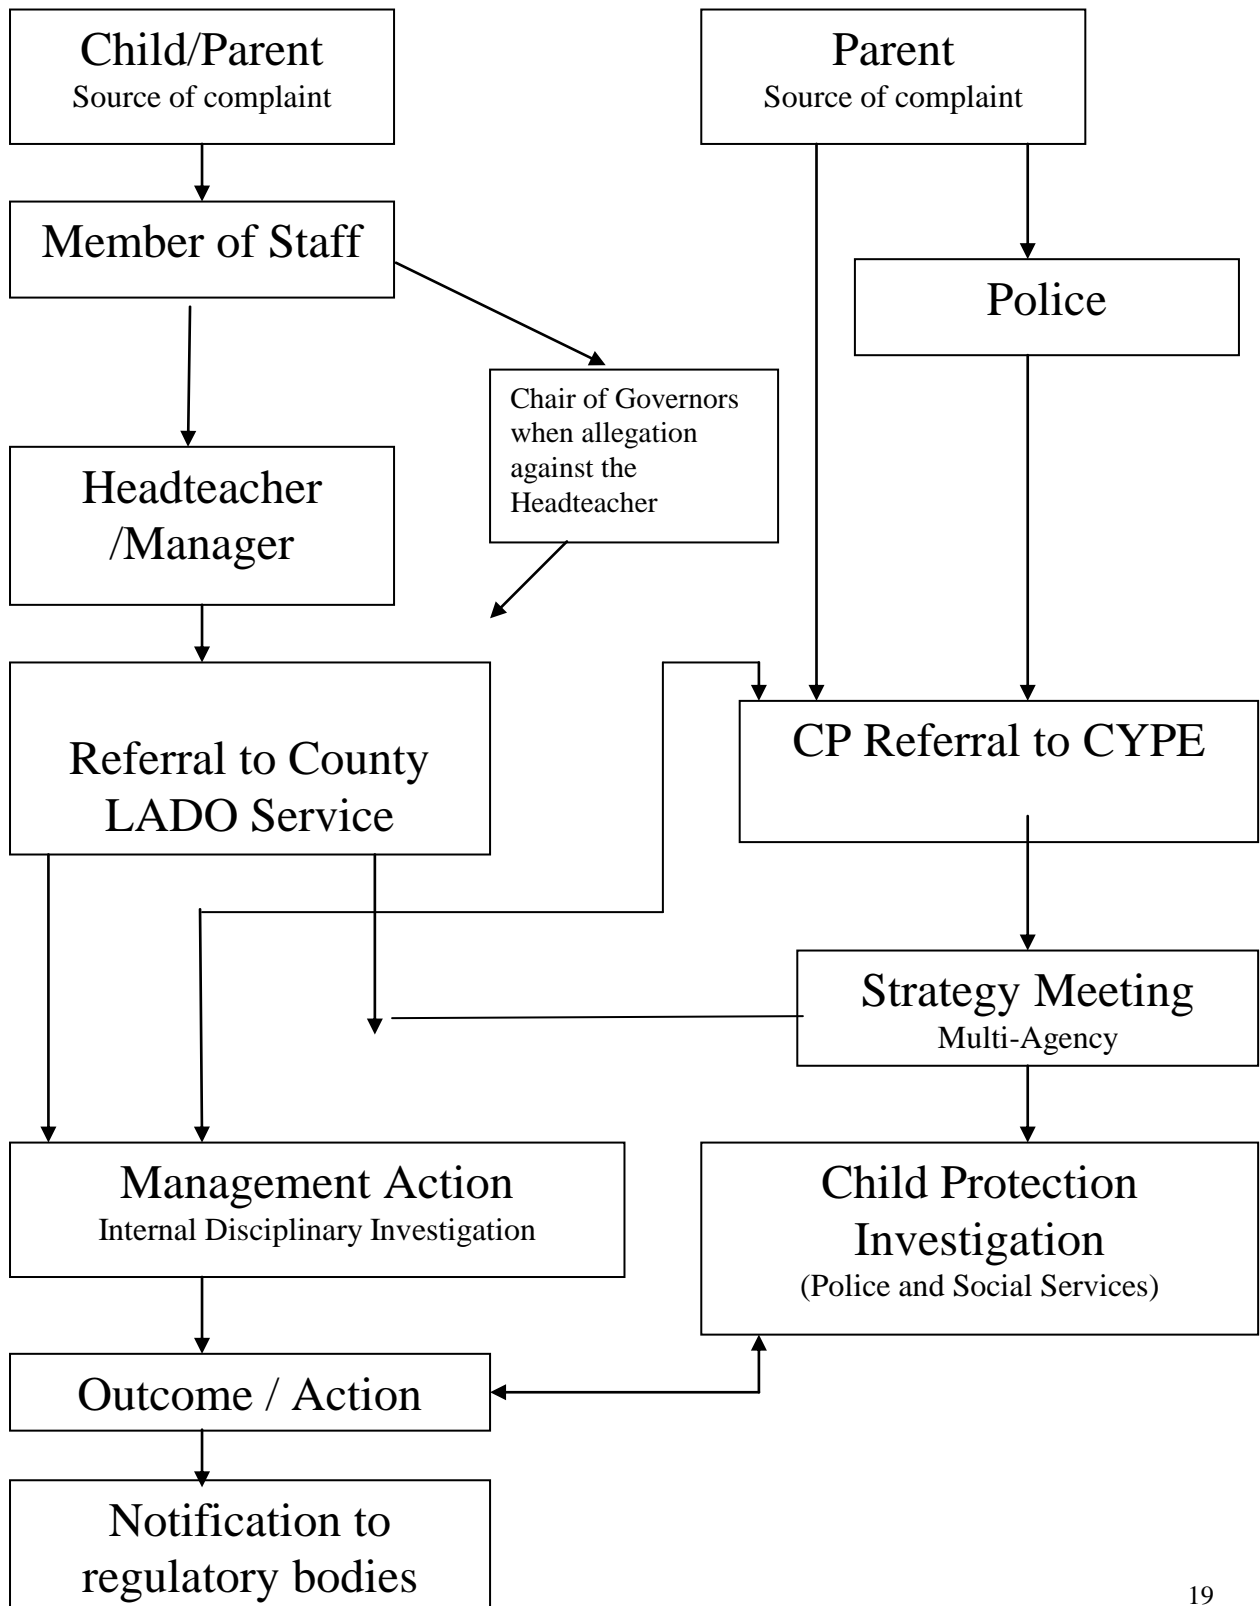 Child/Parent
Source of complaint
Parent
Source of complaint
Member of Staff
Police
Chair of Governors
when allegation
against the
Headteacher
Headteacher
/Manager
Referral to County
LADO Service
CP Referral to CYPE
Strategy Meeting
Multi-Agency
Management Action
Internal Disciplinary Investigation
Child Protection
Investigation
(Police and Social Services)
Outcome / Action
Notification to
regulatory bodies
19